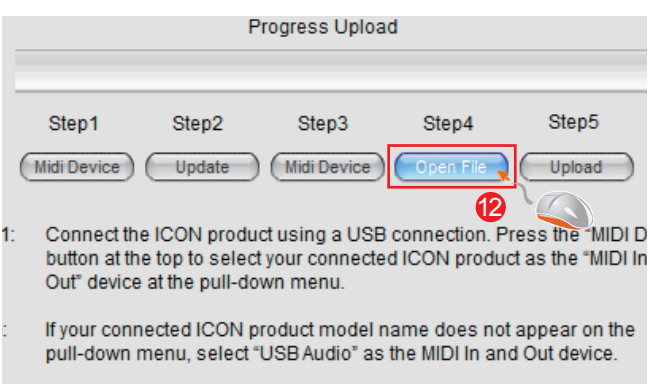 Progress Upload
Step1 Step2 Step3 Step4 Step5
Midi Device Update Midi Device Open File Upload
12
1: Connect the ICON product using a USB connection. Press the “MIDI D
button at the top to select your connected ICON product as the “MIDI In
Out” device at the pull-down menu.
: If your connected ICON product model name does not appear on the
pull-down menu, select “USB Audio” as the MIDI In and Out device.